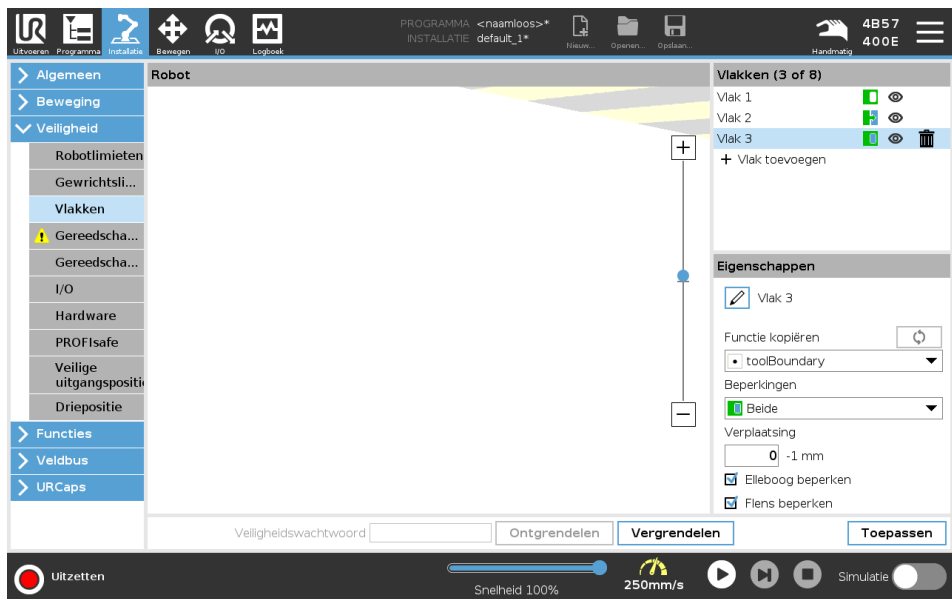 UR
PROGRAMMA <naamloos>*
INSTALLATIE default_1*
Uitvoeren Programma Installatie Bewegen I/O Logboek
Nieuw... Openen... Opslaan...
Handmatig
4B57
400E
Algemeen
Beweging
Veiligheid
Robotlimieten
Gewrichtsli...
Vlakken
Gereedscha...
Gereedscha...
I/O
Hardware
PROFIsafe
Veilige
uitgangspositi
Driepositie
Functies
Veldbus
URCaps
Robot
Veiligheidswachtwoord
Ontgrendelen
Vergrendelen
Toepassen
Vlakken (3 of 8)
Vlak 1
Vlak 2
Vlak 3
+ Vlak toevoegen
Eigenschappen
Vlak 3
Functie kopiëren
toolBoundary
Beperkingen
Beide
Verplaatsing
0 -1 mm
Elleboog beperken
Flens beperken
Uitzetten
Snelheid 100%
250mm/s
Simulatie